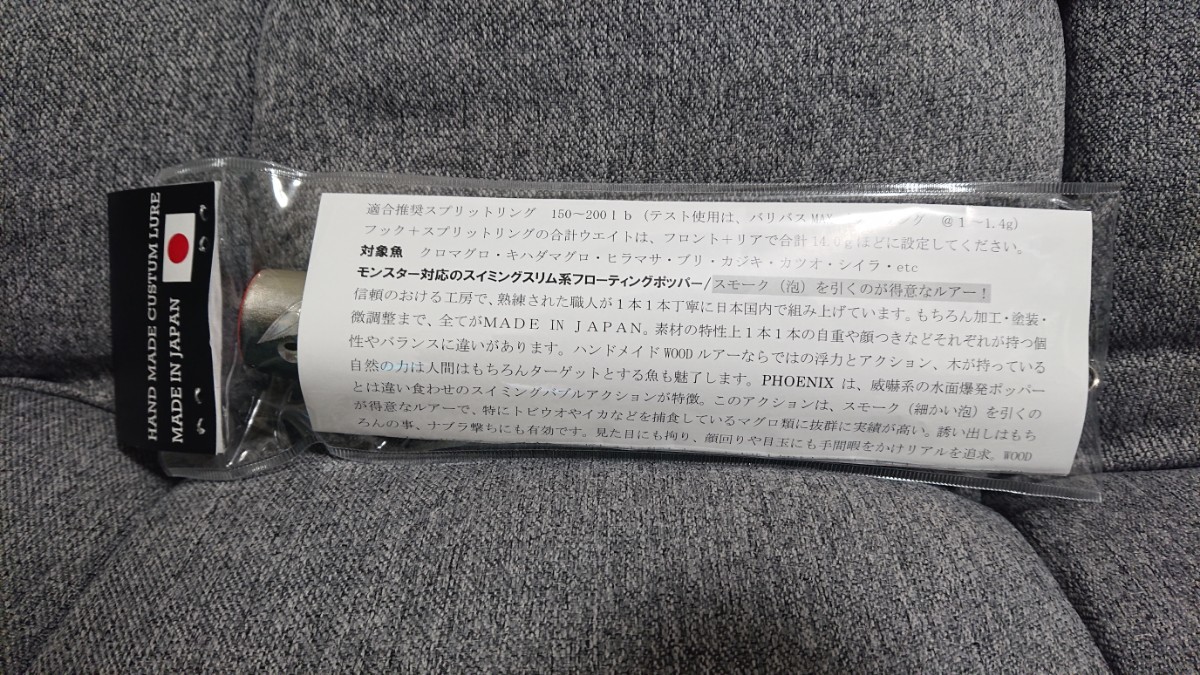 HAND MADE CUSTUM LURE
MADE IN JAPAN
適合推奨スプリットリング 150~200lb (テスト使用は、バリバス MAX グ @1~1.4g)
フック+スプリットリングの合計ウエイトは、フロント+リアで合計 gほどに設定してください。
対象魚 クロマグロ・キハダマグロ・ヒラマサ・ブリ・カジキ・カツオ・シイラ・etc
モンスター対応のスイミングスリム系フローティングポッパー/スモーク(泡)を引くのが得意なルアー!
信頼のおける工房で、熟練された職人が1本1本丁寧に日本国内で組み上げています。もちろん加工・塗装・
微調整まで、全てがMADE IN JAPAN。素材の特性上1本1本の自重や顔つきなどそれぞれが持つ個
性やバランスに違いがあります。ハンドメイドWOODルアーならではの浮力とアクション、木が持っている
自然の力は人間はもちろんターゲットとする魚も魅了します。PHOENIXは、威嚇系の水面爆発ポッパー
とは違い食わせのスイミングバブルアクションが特徴。このアクションは、スモーク(細かい泡)を引くの
が得意なルアーで、特にトビウオやイカなどを捕食しているマグロ類に抜群に実績が高い。誘い出しはもち
ろんの事、ナブラ撃ちにも有効です。見た目にも拘り、顔回りや目玉にも手間暇をかけリアルを追求。WOOD